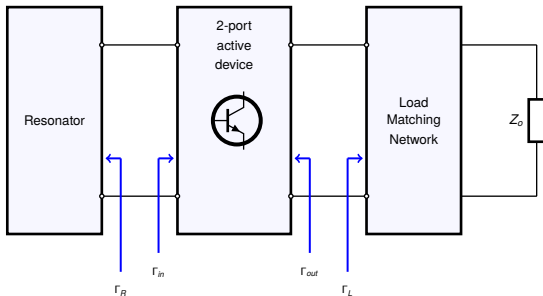 2-port
active
device
Resonator
Load
Matching
Network
Zo
Γin
Γout
ΓR
ΓL